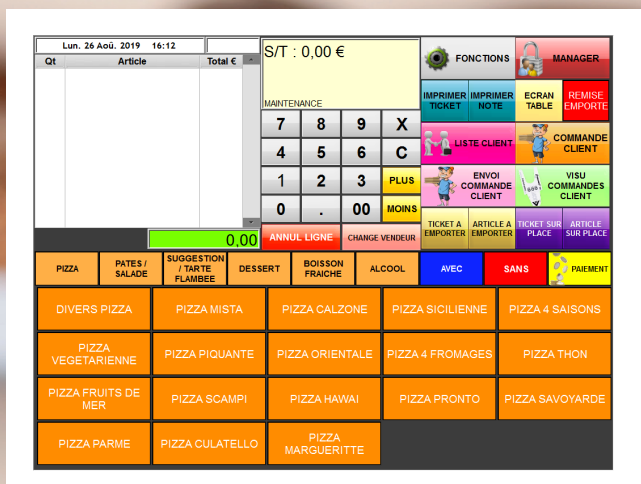 Lun. 26 Aoû. 2019 16:12
Qt Article Total €
S/T : 0,00 €
MAINTENANCE
0,00
7 8 9 X
4 5 6 C
1 2 3 PLUS
0 . 00 MOINS
ANNUL LIGNE CHANGE VENDEUR
FONCTIONS
MANAGER
IMPRIMER
TICKET
IMPRIMER
NOTE
ECRAN
TABLE
REMISE
EMPORTE
LISTE CLIENT
COMMANDE
CLIENT
ENVOI
COMMANDE
CLIENT
VISU
COMMANDES
CLIENT
TICKET A
EMPORTER
ARTICLE A
EMPORTER
TICKET SUR
PLACE
ARTICLE
SUR PLACE
PIZZA
PATES /
SALADE
SUGGESTION
/ TARTE
FLAMBEE
DESSERT
BOISSON
FRAICHE
ALCOOL
AVEC
SANS
PAIEMENT
DIVERS PIZZA
PIZZA MISTA
PIZZA CALZONE
PIZZA SICILIENNE
PIZZA 4 SAISONS
PIZZA
VEGETARIENNE
PIZZA PIQUANTE
PIZZA ORIENTALE
PIZZA 4 FROMAGES
PIZZA THON
PIZZA FRUITS DE
MER
PIZZA SCAMPI
PIZZA HAWAI
PIZZA PRONTO
PIZZA SAVOYARDE
PIZZA PARME
PIZZA CULATELLO
PIZZA
MARGUERITTE